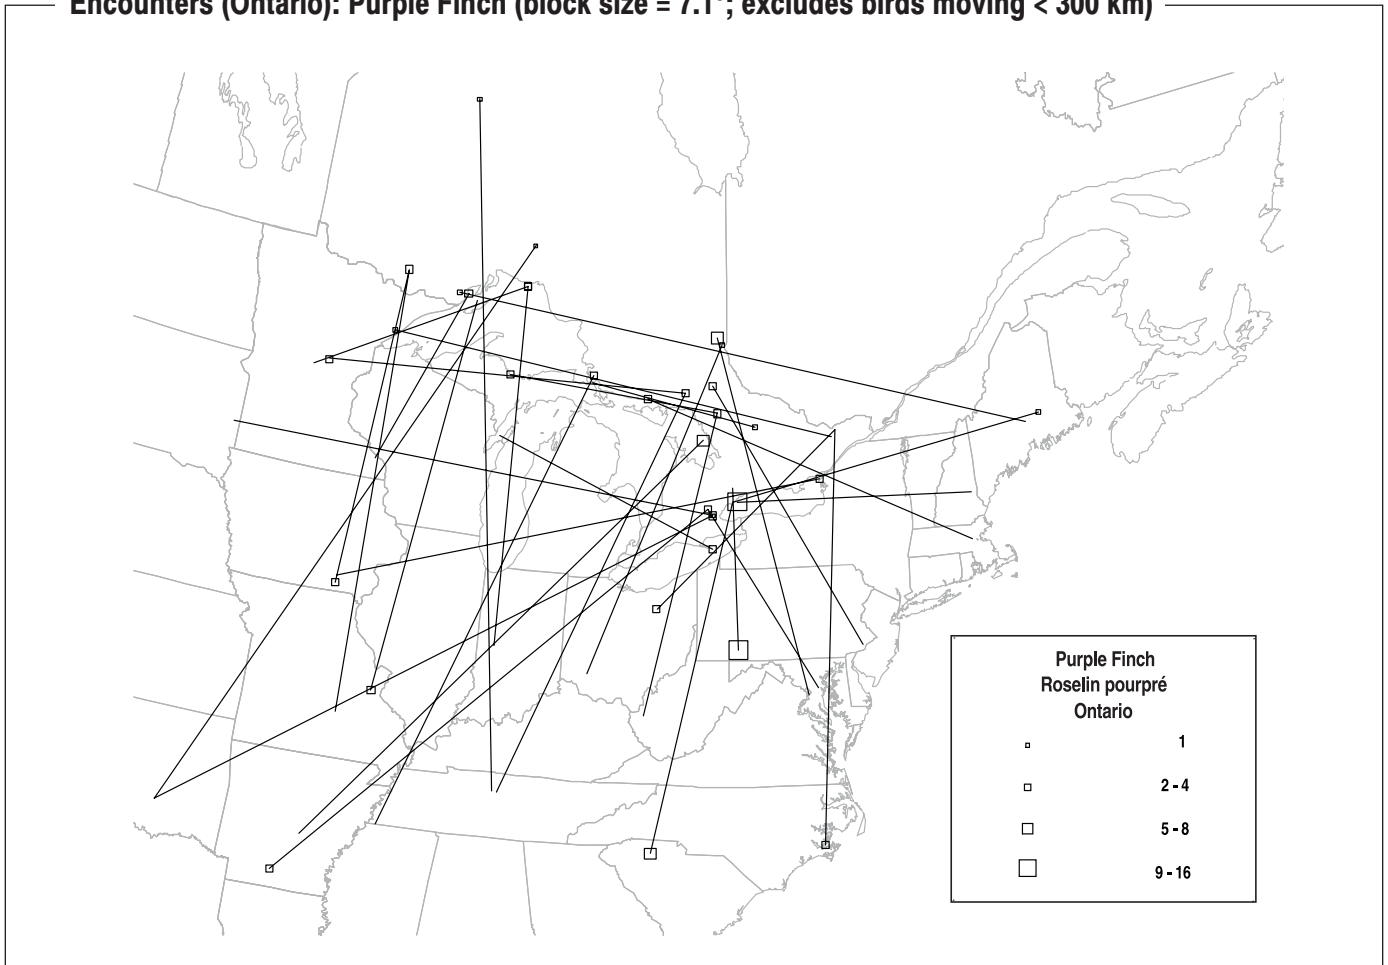 Encounters (Ontario): Purple Finch (block size = 7.1°; excludes birds moving < 300 km)
Purple Finch
Roselin pourpré
Ontario
1
2 - 4
5 - 8
9 - 16